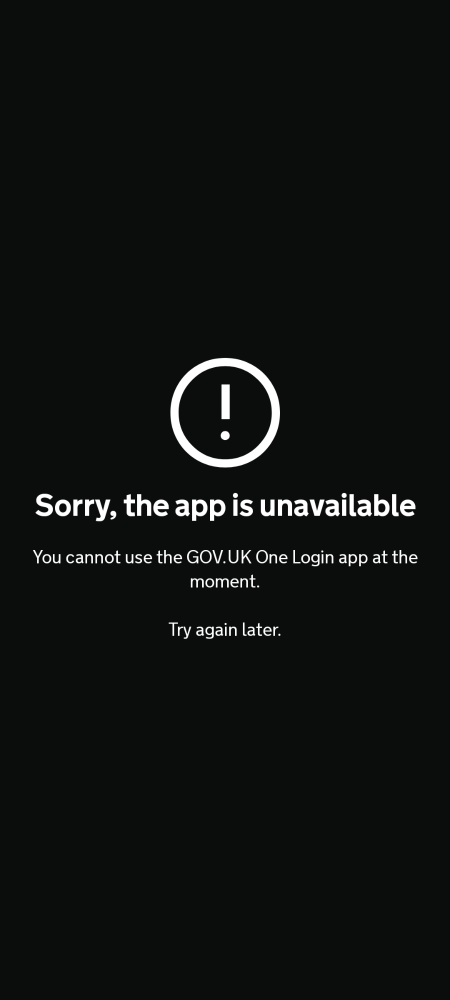 Sorry, the app is unavailable
You cannot use the GOV.UK One Login app at the
moment.
Try again later.